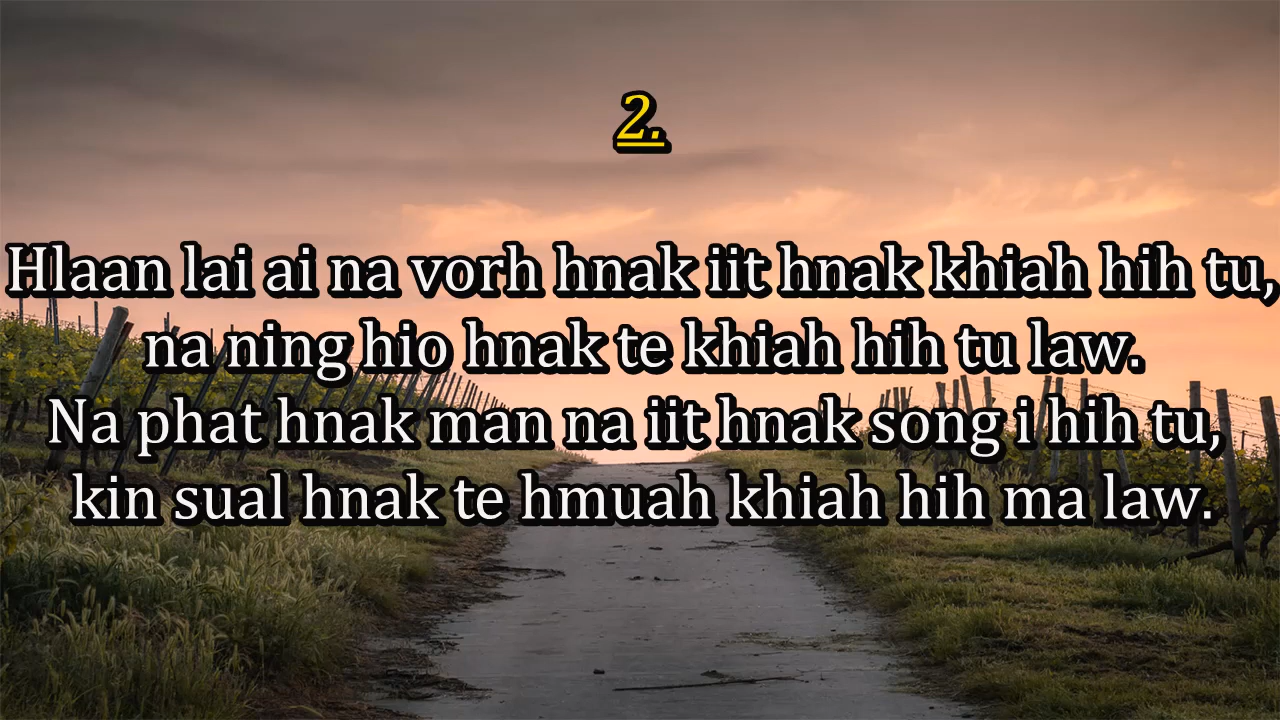 2.
Hlaan lai ai na vorh hnak iit hnak khiah hih tu,
na ning hio hnak te khiah hih tu law.
Na phat hnak man na iit hnak song i hih tu,
kin sual hnak te hmuah khiah hih ma law.